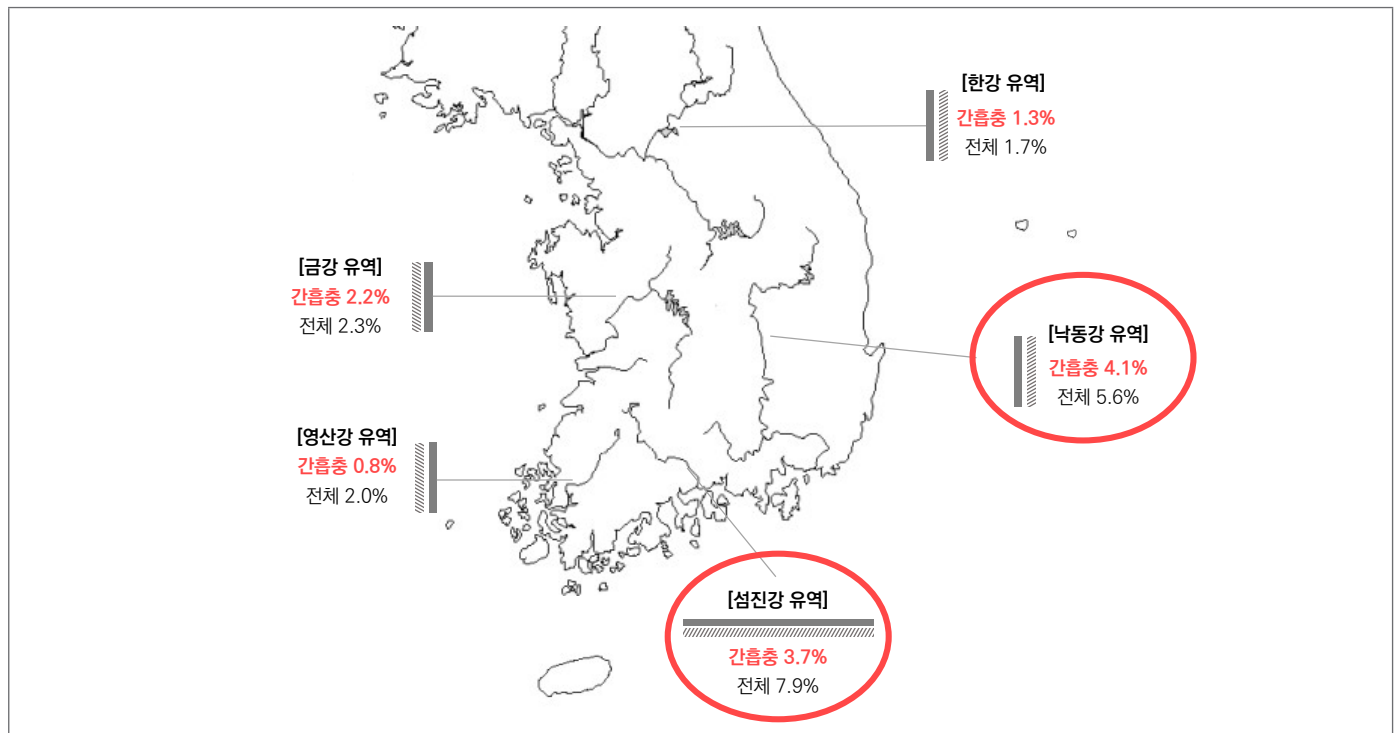 [한강 유역]
간흡충 1.3%
전체 1.7%
[금강 유역]
간흡충 2.2%
전체 2.3%
[낙동강 유역]
간흡충 4.1%
전체 5.6%
[영산강 유역]
간흡충 0.8%
전체 2.0%
[섬진강 유역]
간흡충 3.7%
전체 7.9%